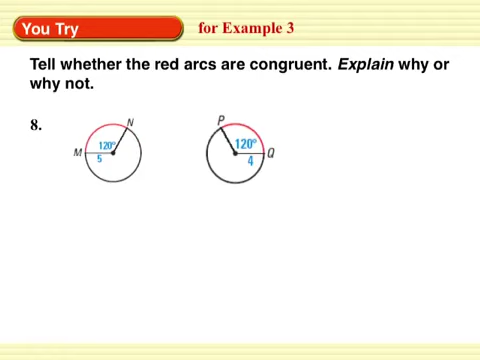 You Try
for Example 3
Tell whether the red arcs are congruent. Explain why or
why not.
8.
N
M
120°
5
P
120°
Q
4